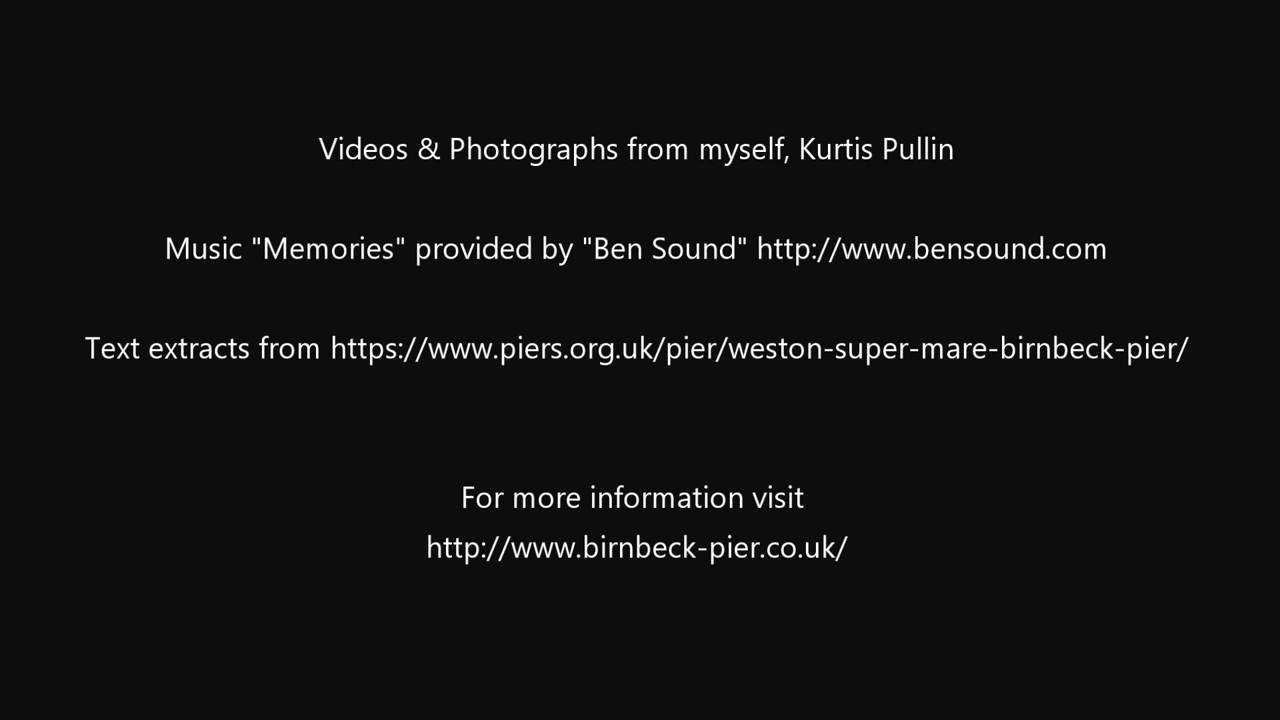 Videos & Photographs from myself, Kurtis Pullin
Music "Memories" provided by "Ben Sound" http://www.bensound.com
Text extracts from https://www.piers.org.uk/pier/weston-super-mare-birnbeck-pier/
For more information visit
http://www.birnbeck-pier.co.uk/